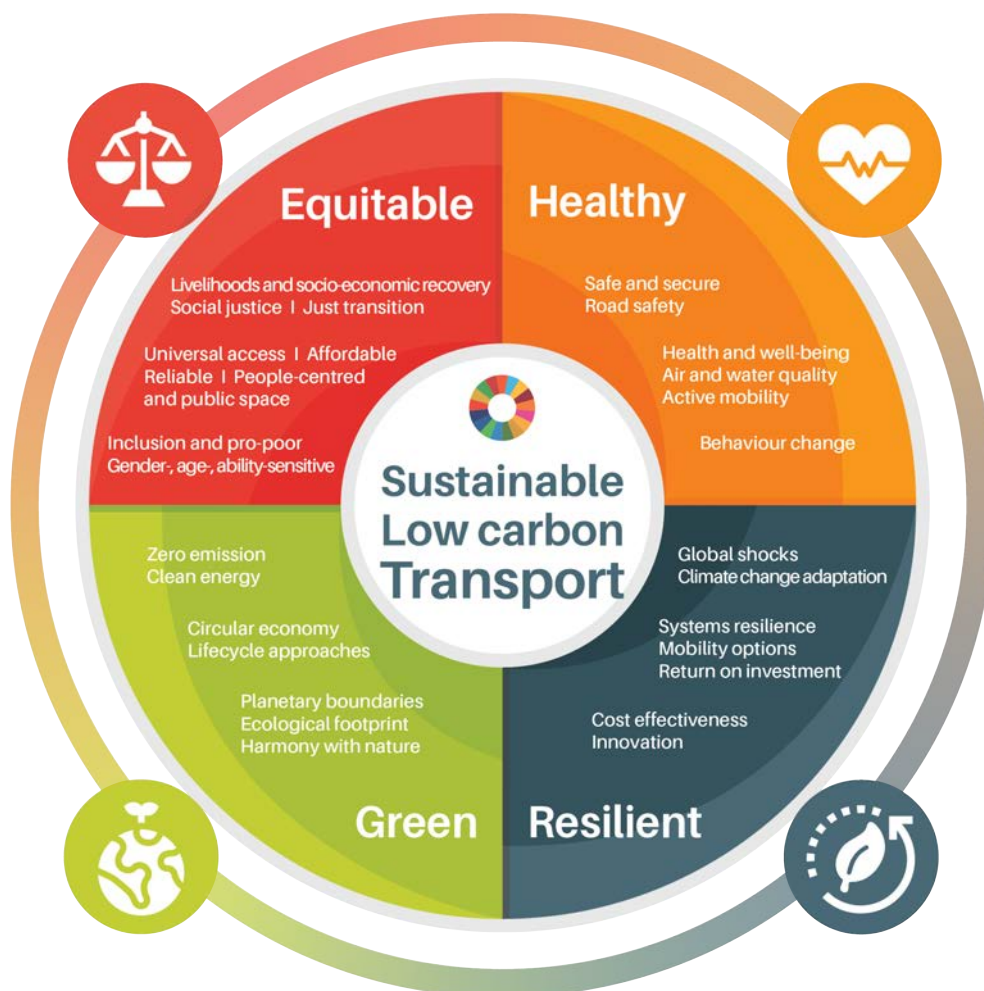 Equitable
Livelihoods and socio-economic recovery
Social justice I Just transition
Universal access I Affordable
Reliable I People-centred
and public space
Inclusion and pro-poor
Gender-, age-, ability-sensitive
Healthy
Safe and secure
Road safety
Health and well-being
Air and water quality
Active mobility
Behaviour change
Sustainable
Low carbon
Transport
Zero emission
Clean energy
Circular economy
Lifecycle approaches
Planetary boundaries
Ecological footprint
Harmony with nature
Green
Global shocks
Climate change adaptation
Systems resilience
Mobility options
Return on investment
Cost effectiveness
Innovation
Resilient